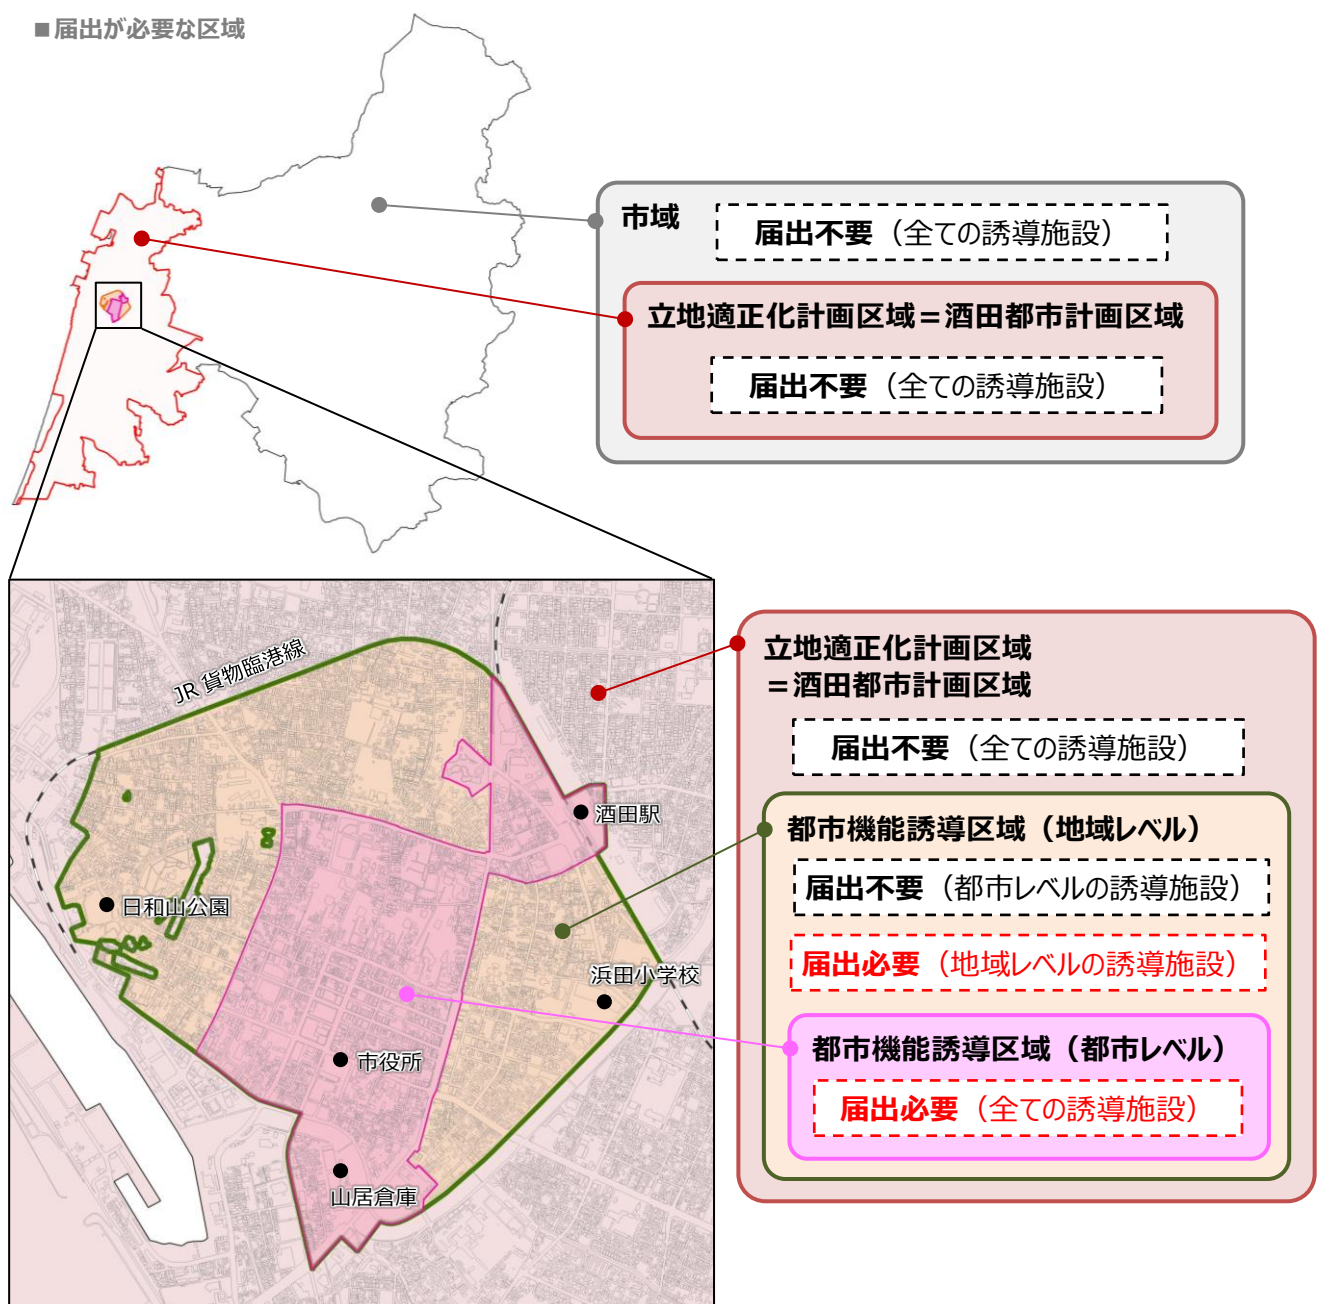 ■届出が必要な区域
市域
届出不要（全ての誘導施設）
立地適正化計画区域＝酒田都市計画区域
届出不要（全ての誘導施設）
JR 貨物臨港線
酒田駅
日和山公園
浜田小学校
市役所
山居倉庫
立地適正化計画区域
＝酒田都市計画区域
届出不要（全ての誘導施設）
都市機能誘導区域（地域レベル）
届出不要（都市レベルの誘導施設）
届出必要（地域レベルの誘導施設）
都市機能誘導区域（都市レベル）
届出必要（全ての誘導施設）